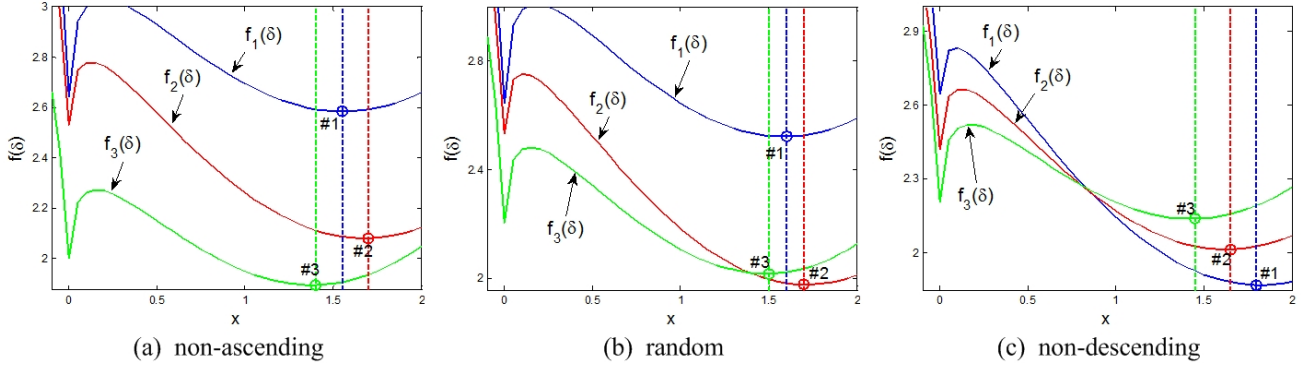 3
2.8
2.6
2.4
2.2
2
f(δ)
f₁(δ)
f₂(δ)
f₃(δ)
#1
#2
#3
0
0.5
1
1.5
2
x
(a) non-ascending
2.8
2.4
2
f₁(δ)
f₂(δ)
f₃(δ)
#1
#3
#2
0
0.5
1
1.5
2
x
(b) random
2.9
2.6
2.3
2
f(δ)
f₁(δ)
f₂(δ)
f₃(δ)
#3
#2
#1
0
0.5
1
1.5
2
x
(c) non-descending